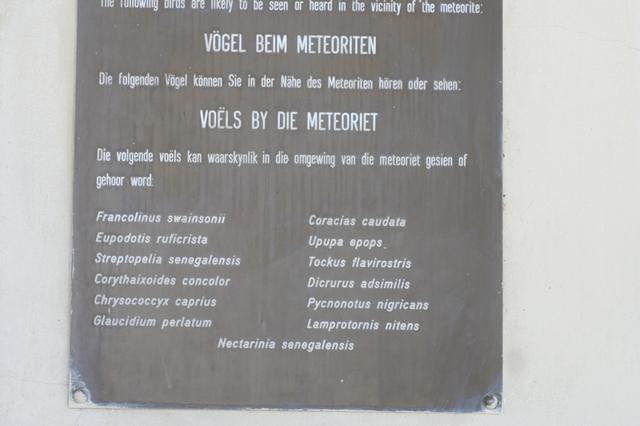 The following birds are likely to be seen or heard in the vicinity of the meteorite:
VÖGEL BEIM METEORITEN
Die folgenden Vögel können Sie in der Nähe des Meteoriten hören oder sehen:
VOËLS BY DIE METEORIET
Die volgende voëls kan waarskynlik in die omgewing van die meteoriet gesien of
gehoor word:
Francolinus swainsonii
Eupodotis ruficrista
Streptopelia senegalensis
Corythaixoides concolor
Chrysococcyx caprius
Glaucidium perlatum
Coracias caudata
Upupa epops
Tockus flavirostris
Dicrurus adsimilis
Pycnonotus nigricans
Lamprotornis nitens
Nectarinia senegalensis